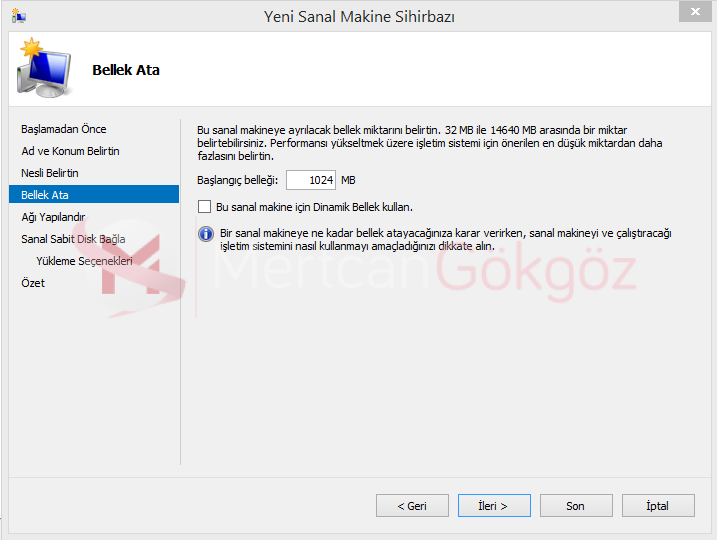 Yeni Sanal Makine Sihirbazı
Bellek Ata
Başlamadan Önce
Ad ve Konum Belirtin
Nesli Belirtin
Bellek Ata
Ağı Yapılandır
Sanal Sabit Disk Bağla
Yükleme Seçenekleri
Özet
Bu sanal makineye ayrılacak bellek miktarını belirtin. 32 MB ile 14640 MB arasında bir miktar
belirtebilirsiniz. Performansı yükseltmek üzere işletim sistemi için önerilen en düşük miktardan daha
fazlasını belirtin.
Başlangıç belleği: 1024 MB
Bu sanal makine için Dinamik Bellek kullan.
Bir sanal makineye ne kadar bellek atayacağınıza karar verirken, sanal makineyi ve çalıştıracağı
işletim sistemini nasıl kullanmayı amaçladığınızı dikkate alın.
MericanGökgöz
< Geri
İleri >
Son
İptal